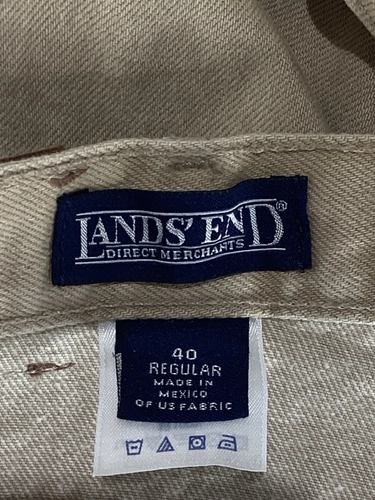 LANDS' END®
DIRECT MERCHANTS
40
REGULAR
MADE IN
MEXICO
OF US FABRIC